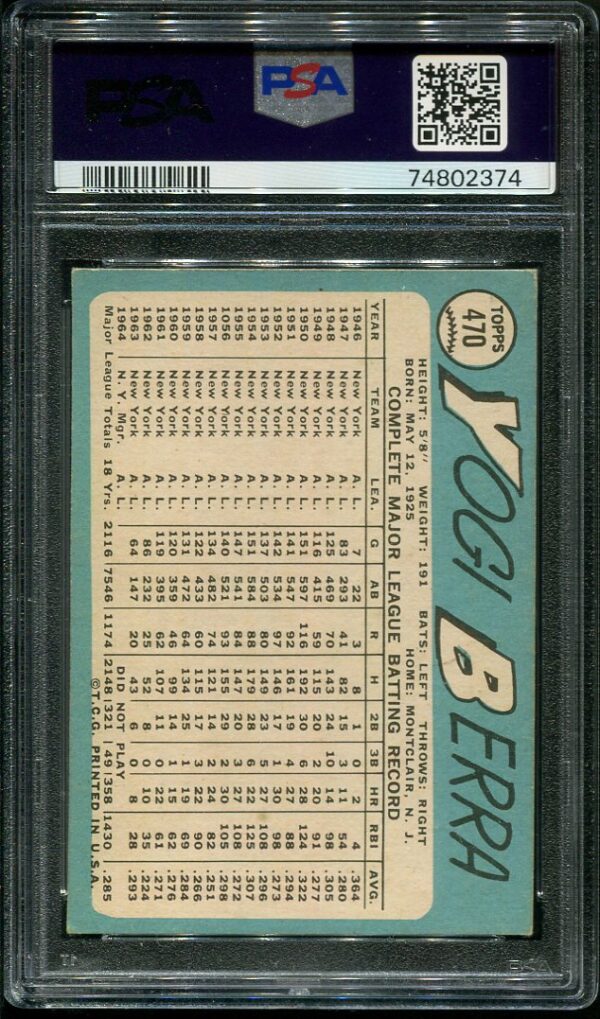 PSA
PSA
74802374
TOPPS
470
YOGI BERRA
HEIGHT: 5'8" WEIGHT: 191 BATS: LEFT THROWS: RIGHT
BORN: MAY 12, 1925 HOME: MONTCLAIR, N. J.
COMPLETE MAJOR LEAGUE BATTING RECORD
YEAR TEAM LEA G AB R H 2B 3B HR RBI AVG.
1946 New York A. L. 7 22 3 8 1 0 2 4 .364
1947 New York A. L. 83 293 41 82 15 3 11 54 .280
1948 New York A. L. 125 469 70 143 24 10 14 98 .305
1949 New York A. L. 116 415 59 115 20 2 20 91 .277
1950 New York A. L. 151 597 116 192 30 6 28 124 .322
1951 New York A. L. 141 547 92 161 19 4 27 88 .294
1952 New York A. L. 142 534 97 146 17 1 30 98 .273
1953 New York A. L. 137 503 80 149 23 5 27 108 .296
1954 New York A. L. 151 584 88 179 28 6 22 125 .307
1955 New York A. L. 147 541 84 147 20 3 27 108 .272
1956 New York A. L. 140 521 93 155 29 2 30 105 .298
1957 New York A. L. 134 482 74 121 14 2 24 82 .251
1958 New York A. L. 122 433 60 115 17 3 22 90 .266
1959 New York A. L. 131 472 64 134 25 1 19 69 .284
1960 New York A. L. 120 359 46 99 14 1 15 62 .276
1961 New York A. L. 119 395 62 107 11 0 22 61 .271
1962 New York A. L. 86 232 25 52 8 0 10 35 .224
1963 New York A. L. 64 147 20 43 6 0 8 28 .293
1964 N. Y. Mgr. A. L. DID NOT PLAY
Major League Totals 18 Yrs. 2116 7546 1174 2148 321 49 358 1430 .285
©T.C.G. PRINTED IN U.S.A.